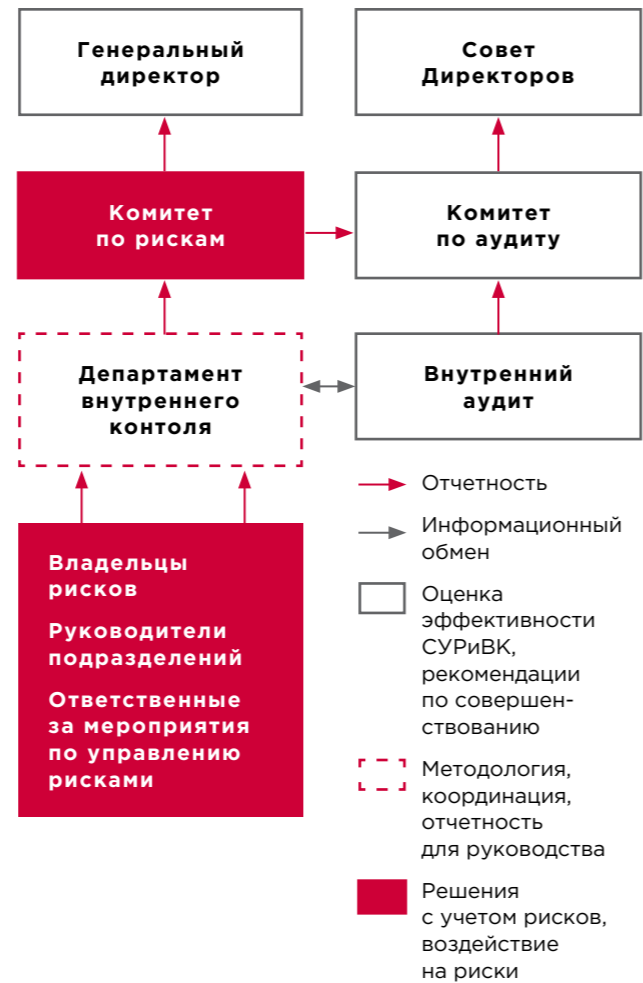 Генеральный
директор
Совет
Директоров
Комитет
по рискам
Комитет
по аудиту
Департамент
внутреннего
контоля
Внутренний
аудит
Владельцы
рисков
Руководители
подразделений
Ответственные
за мероприятия
по управлению
рисками
Отчетность
Информационный
обмен
Оценка
эффективности
СУРиВК,
рекомендации
по совершен-
ствованию
Методология,
координация,
отчетность
для руководства
Решения
с учетом рисков,
воздействие
на риски